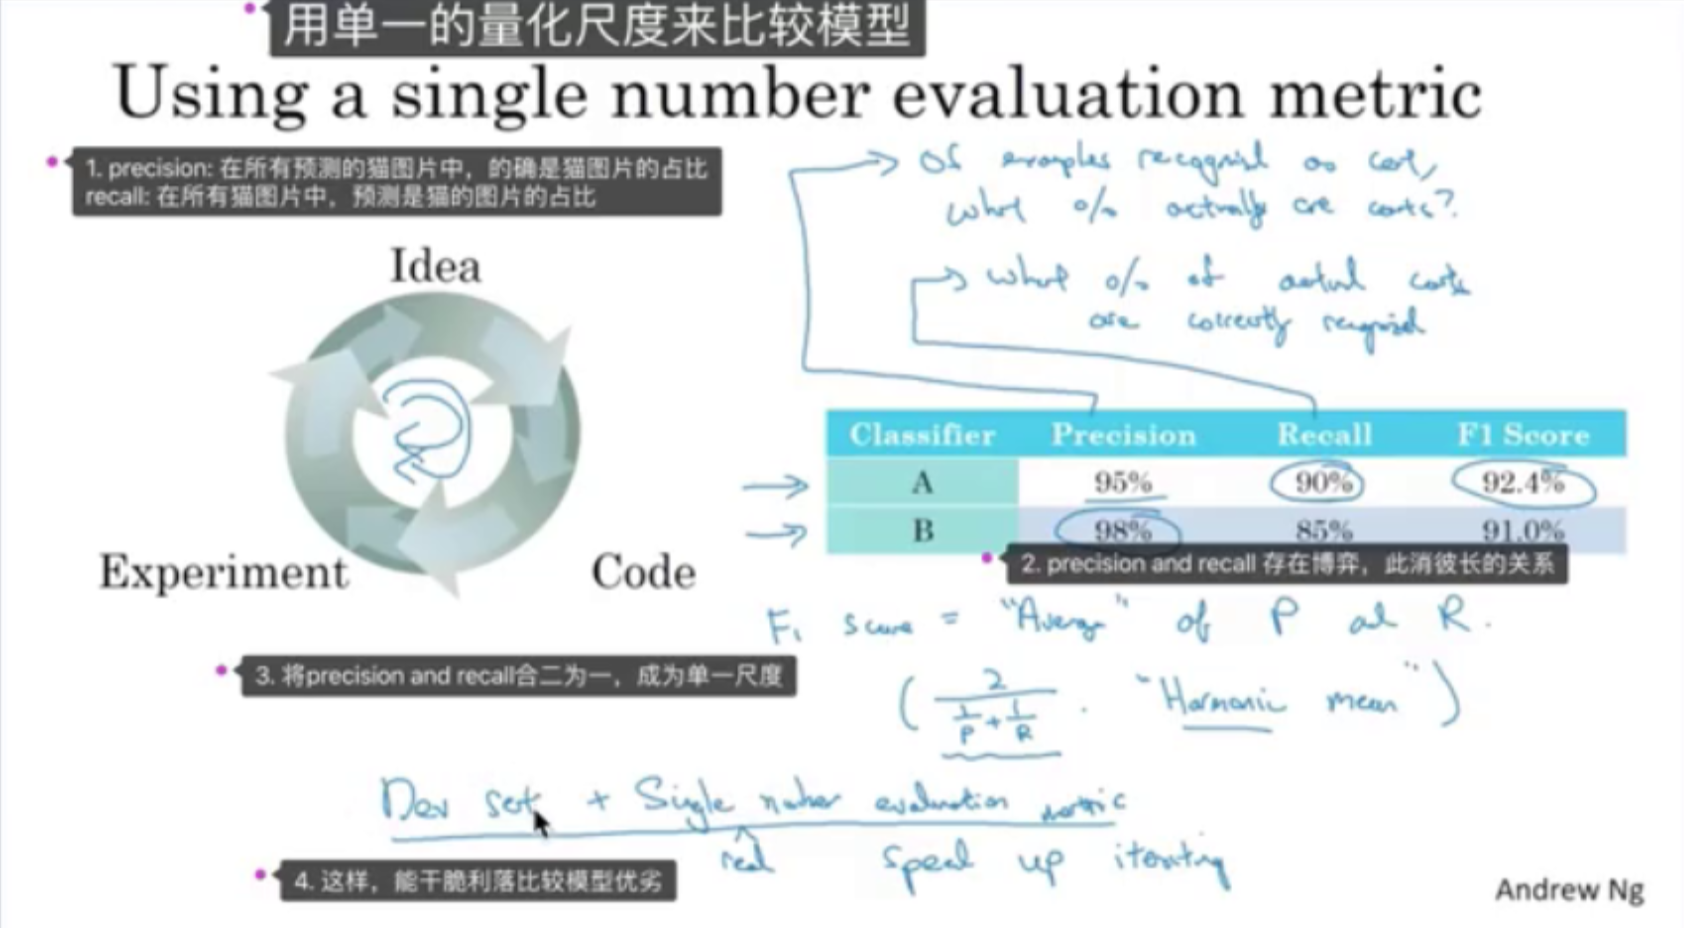 用单一的量化尺度来比较模型
Using a single number evaluation metric
1. precision: 在所有预测的猫图片中，的确是猫图片的占比
recall: 在所有猫图片中，预测是猫的图片的占比
Of examples recognized as cat,
what % actually are cats?
what % of actual cats
are correctly recognized
Idea
Code
Experiment
Classifier Precision Recall F1 Score
A 95% 90% 92.4%
B 98% 85% 91.0%
2. precision and recall 存在博弈，此消彼长的关系
F₁ score = "Average" of P and R.
3. 将precision and recall合二为一，成为单一尺度
( 2 / (1/P + 1/R) . "Harmonic mean" )
Dev set + Single number evaluation metric
real speed up iterating
4. 这样，能干脆利落比较模型优劣
Andrew Ng